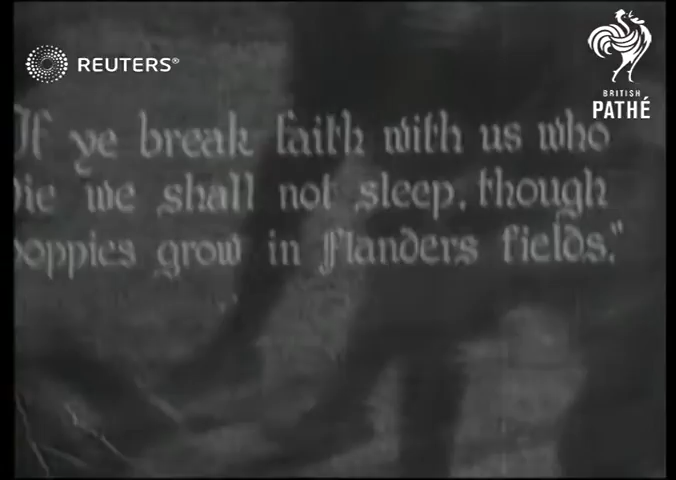 REUTERS®
BRITISH
PATHÉ
If ye break faith with us who
die we shall not sleep, though
poppies grow in Flanders fields."